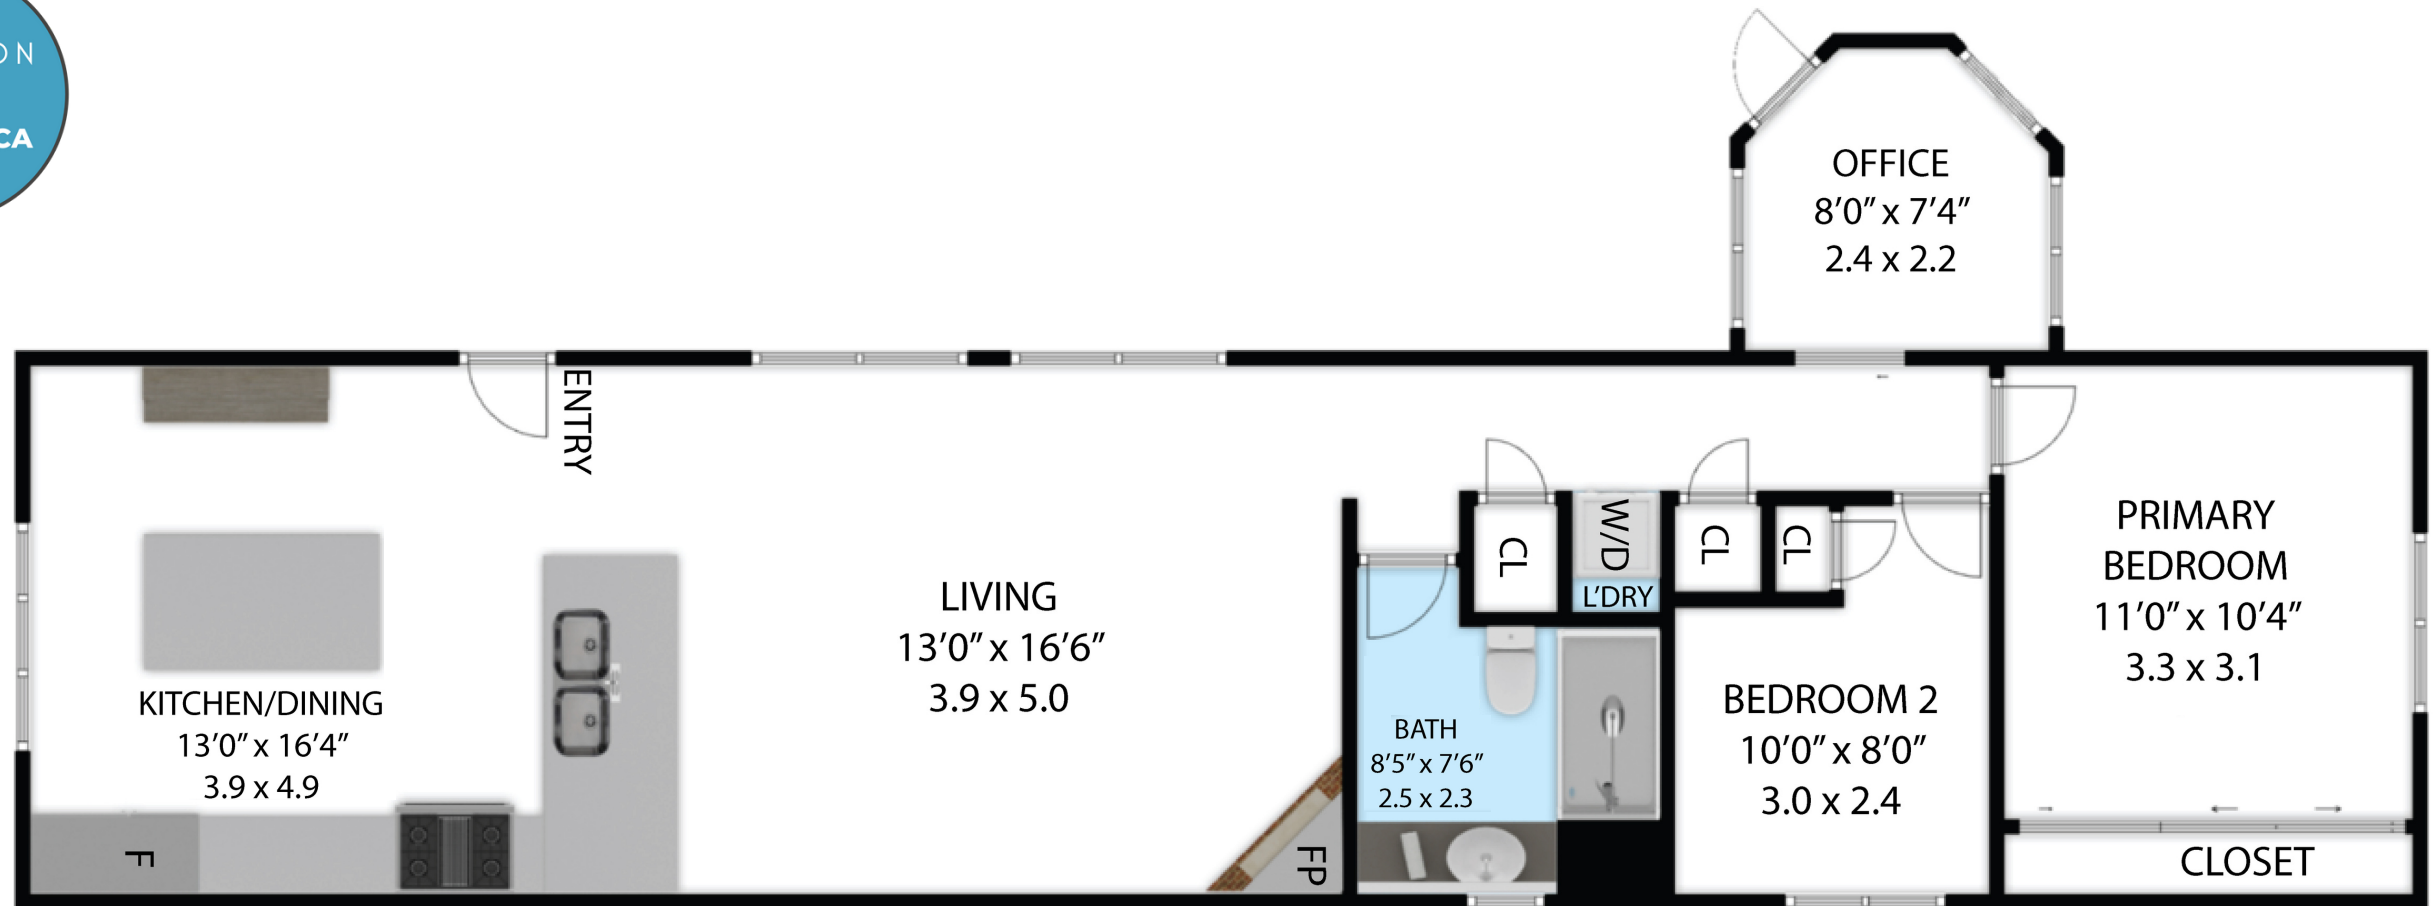 ON
CA
OFFICE
8’0” x 7’4”
2.4 x 2.2
ENTRY
KITCHEN/DINING
13’0” x 16’4”
3.9 x 4.9
F
LIVING
13’0” x 16’6”
3.9 x 5.0
FP
BATH
8’5” x 7’6”
2.5 x 2.3
CL
W/D
L’DRY
CL
CL
BEDROOM 2
10’0” x 8’0”
3.0 x 2.4
PRIMARY
BEDROOM
11’0” x 10’4”
3.3 x 3.1
CLOSET